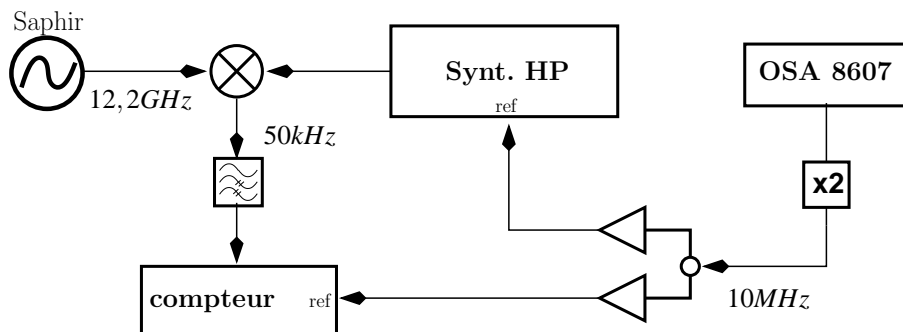 Saphir
12,2GHz
Synt. HP
ref
OSA 8607
50kHz
x2
10MHz
compteur ref